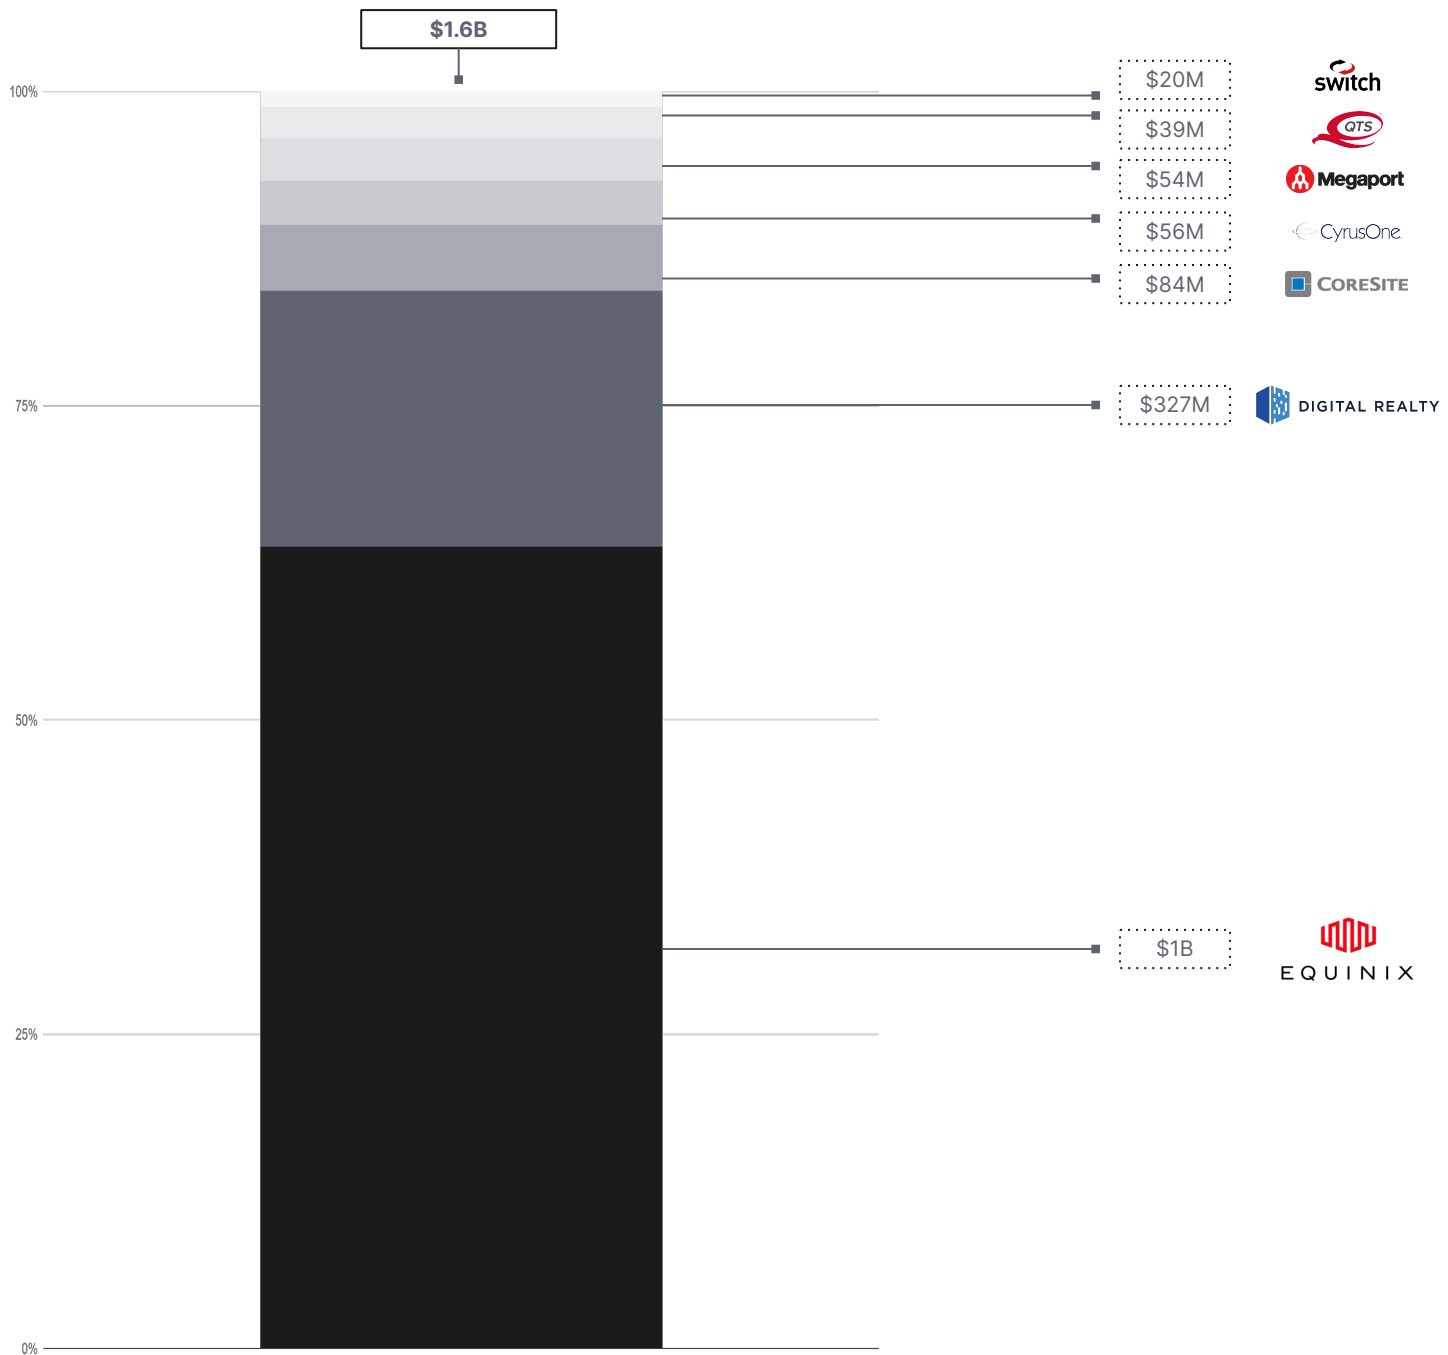 $1.6B
100%
$20M
switch
$39M
QTS
$54M
Megaport
$56M
CyrusOne
$84M
CORESITE
75%
$327M
DIGITAL REALTY
50%
$1B
EQUINIX
25%
0%